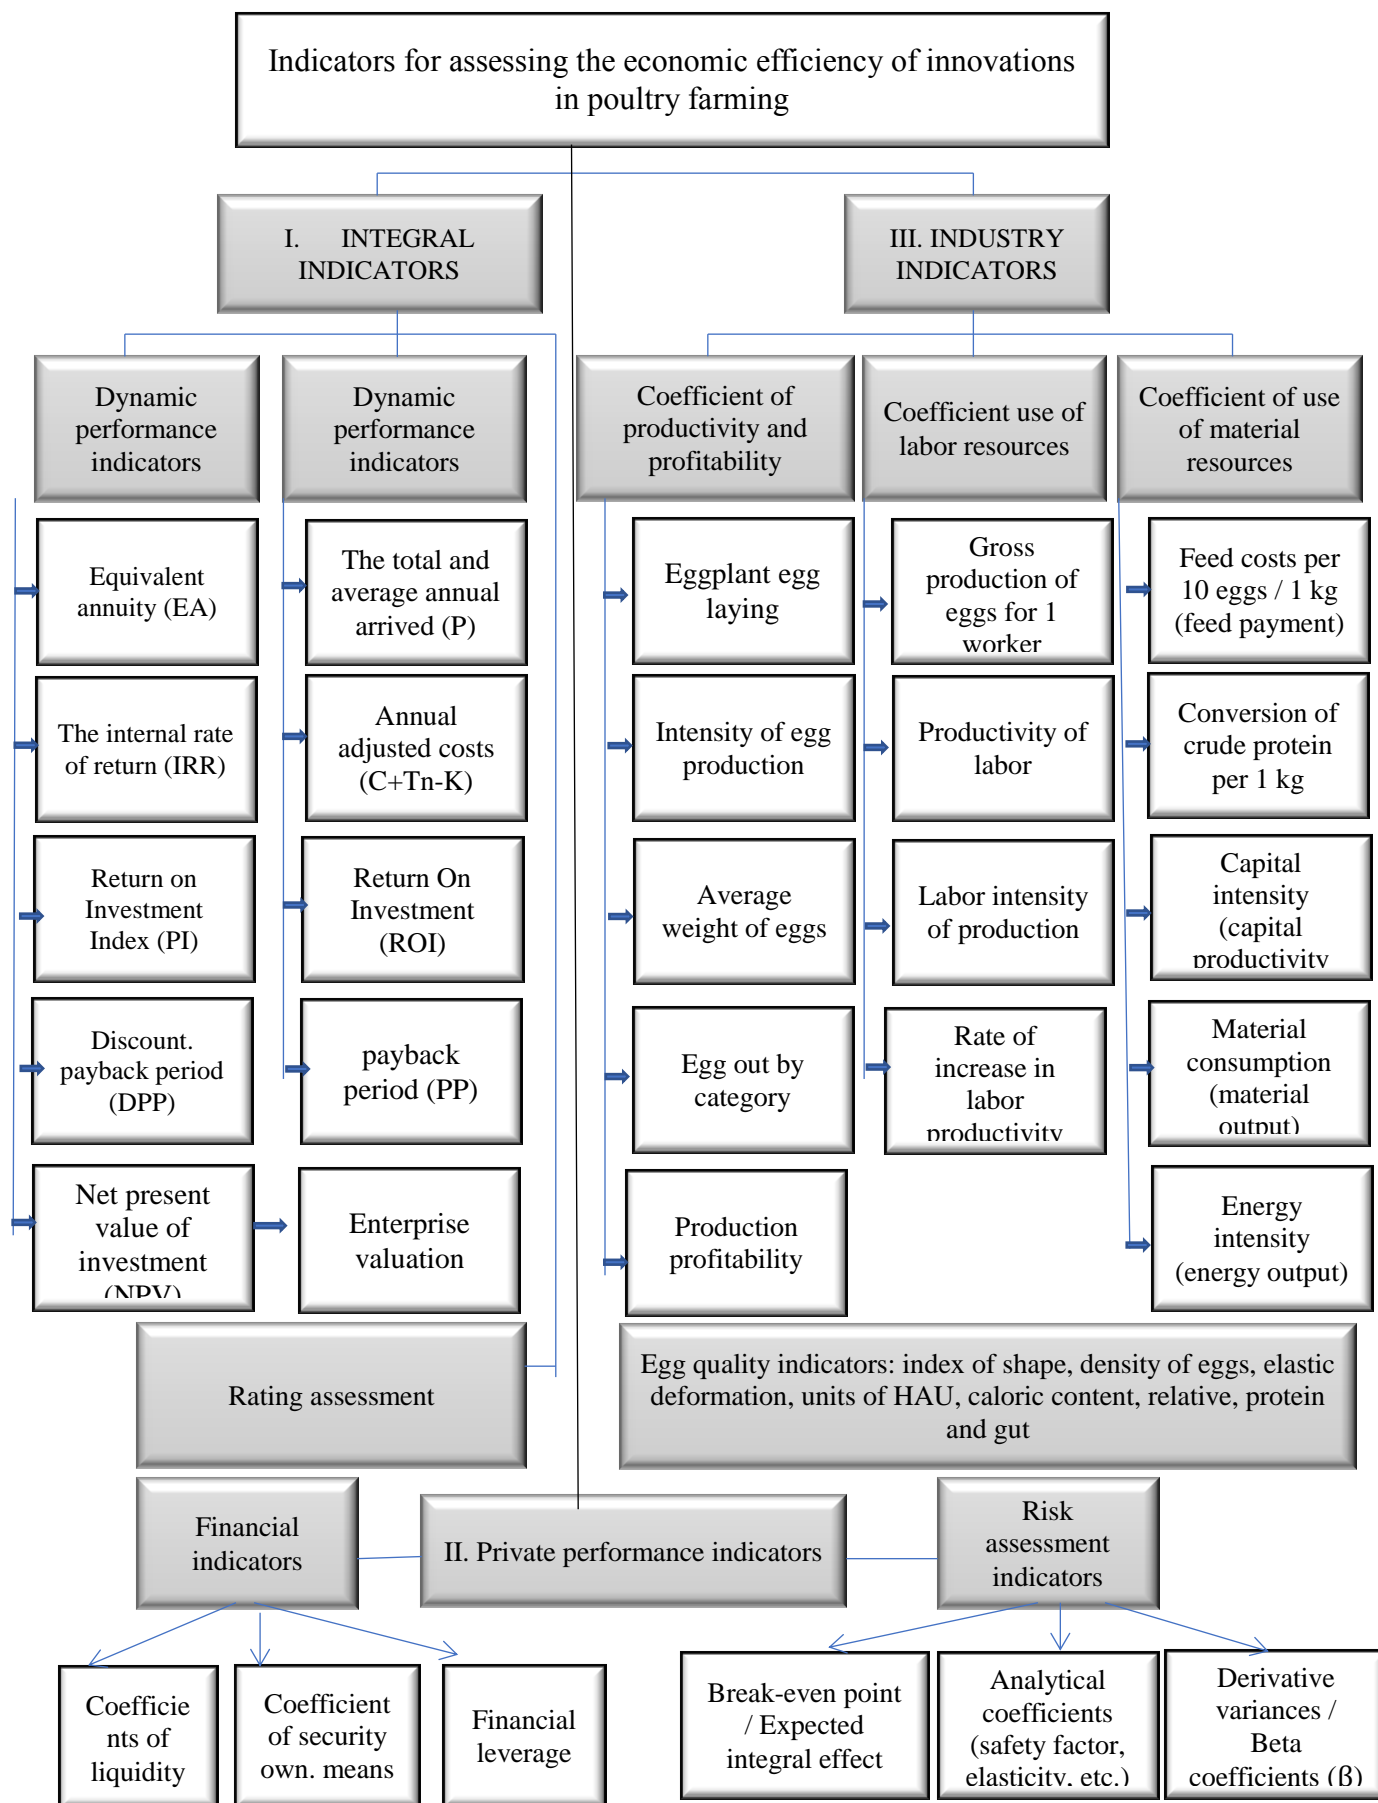 Indicators for assessing the economic efficiency of innovations
in poultry farming
I. INTEGRAL
INDICATORS
III. INDUSTRY
INDICATORS
Dynamic
performance
indicators
Dynamic
performance
indicators
Coefficient of
productivity and
profitability
Coefficient use of
labor resources
Coefficient of use
of material
resources
Equivalent
annuity (EA)
The total and
average annual
arrived (P)
Eggplant egg
laying
Gross
production of
eggs for 1
worker
Feed costs per
10 eggs / 1 kg
(feed payment)
The internal rate
of return (IRR)
Annual
adjusted costs
(C+Tn-K)
Intensity of egg
production
Productivity of
labor
Conversion of
crude protein
per 1 kg
Return on
Investment
Index (PI)
Return On
Investment
(ROI)
Average
weight of eggs
Labor intensity
of production
Capital
intensity
(capital
productivity
Discount.
payback period
(DPP)
payback
period (PP)
Egg out by
category
Rate of
increase in
labor
productivity
Material
consumption
(material
output)
Net present
value of
investment
(NPV)
Enterprise
valuation
Production
profitability
Energy
intensity
(energy output)
Rating assessment
Egg quality indicators: index of shape, density of eggs, elastic
deformation, units of HAU, caloric content, relative, protein
and gut
Financial
indicators
II. Private performance indicators
Risk
assessment
indicators
Coefficie
nts of
liquidity
Coefficient
of security
own. means
Financial
leverage
Break-even point
/ Expected
integral effect
Analytical
coefficients
(safety factor,
elasticity, etc.)
Derivative
variances /
Beta
coefficients (ß)